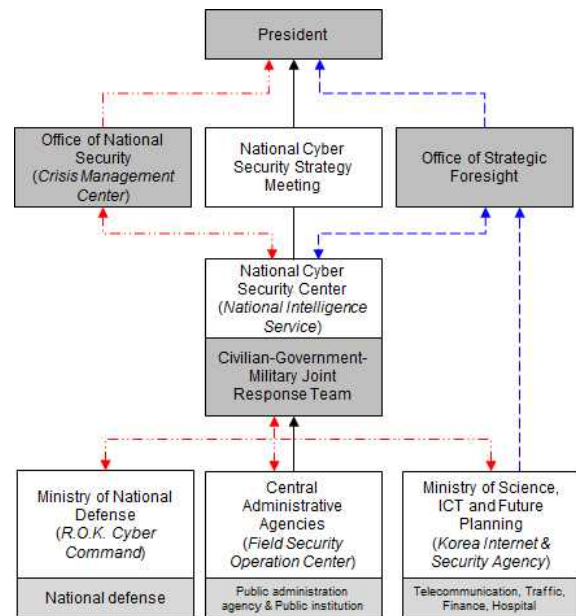 President
Office of National
Security
(Crisis Management
Center)
National Cyber
Security Strategy
Meeting
Office of Strategic
Foresight
National Cyber
Security Center
(National Intelligence
Service)
Civilian-Government-
Military Joint
Response Team
Ministry of National
Defense
(R.O.K. Cyber
Command)
National defense
Central
Administrative
Agencies
(Field Security
Operation Center)
Public administration
agency & Public institution
Ministry of Science,
ICT and Future
Planning
(Korea Internet &
Security Agency)
Telecommunication, Traffic,
Finance, Hospital